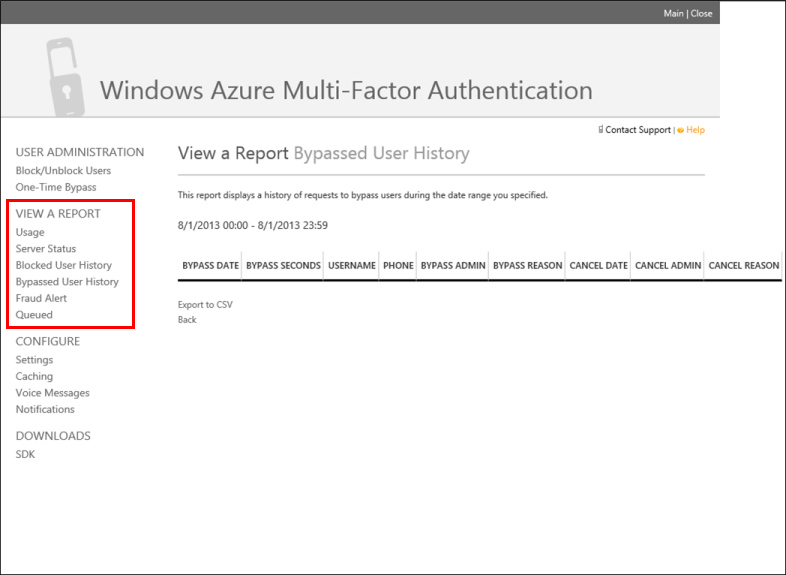 Main | Close
Windows Azure Multi-Factor Authentication
Contact Support | Help
USER ADMINISTRATION
Block/Unblock Users
One-Time Bypass
VIEW A REPORT
Usage
Server Status
Blocked User History
Bypassed User History
Fraud Alert
Queued
CONFIGURE
Settings
Caching
Voice Messages
Notifications
DOWNLOADS
SDK
View a Report Bypassed User History
This report displays a history of requests to bypass users during the date range you specified.
8/1/2013 00:00 - 8/1/2013 23:59
BYPASS DATE BYPASS SECONDS USERNAME PHONE BYPASS ADMIN BYPASS REASON CANCEL DATE CANCEL ADMIN CANCEL REASON
Export to CSV
Back